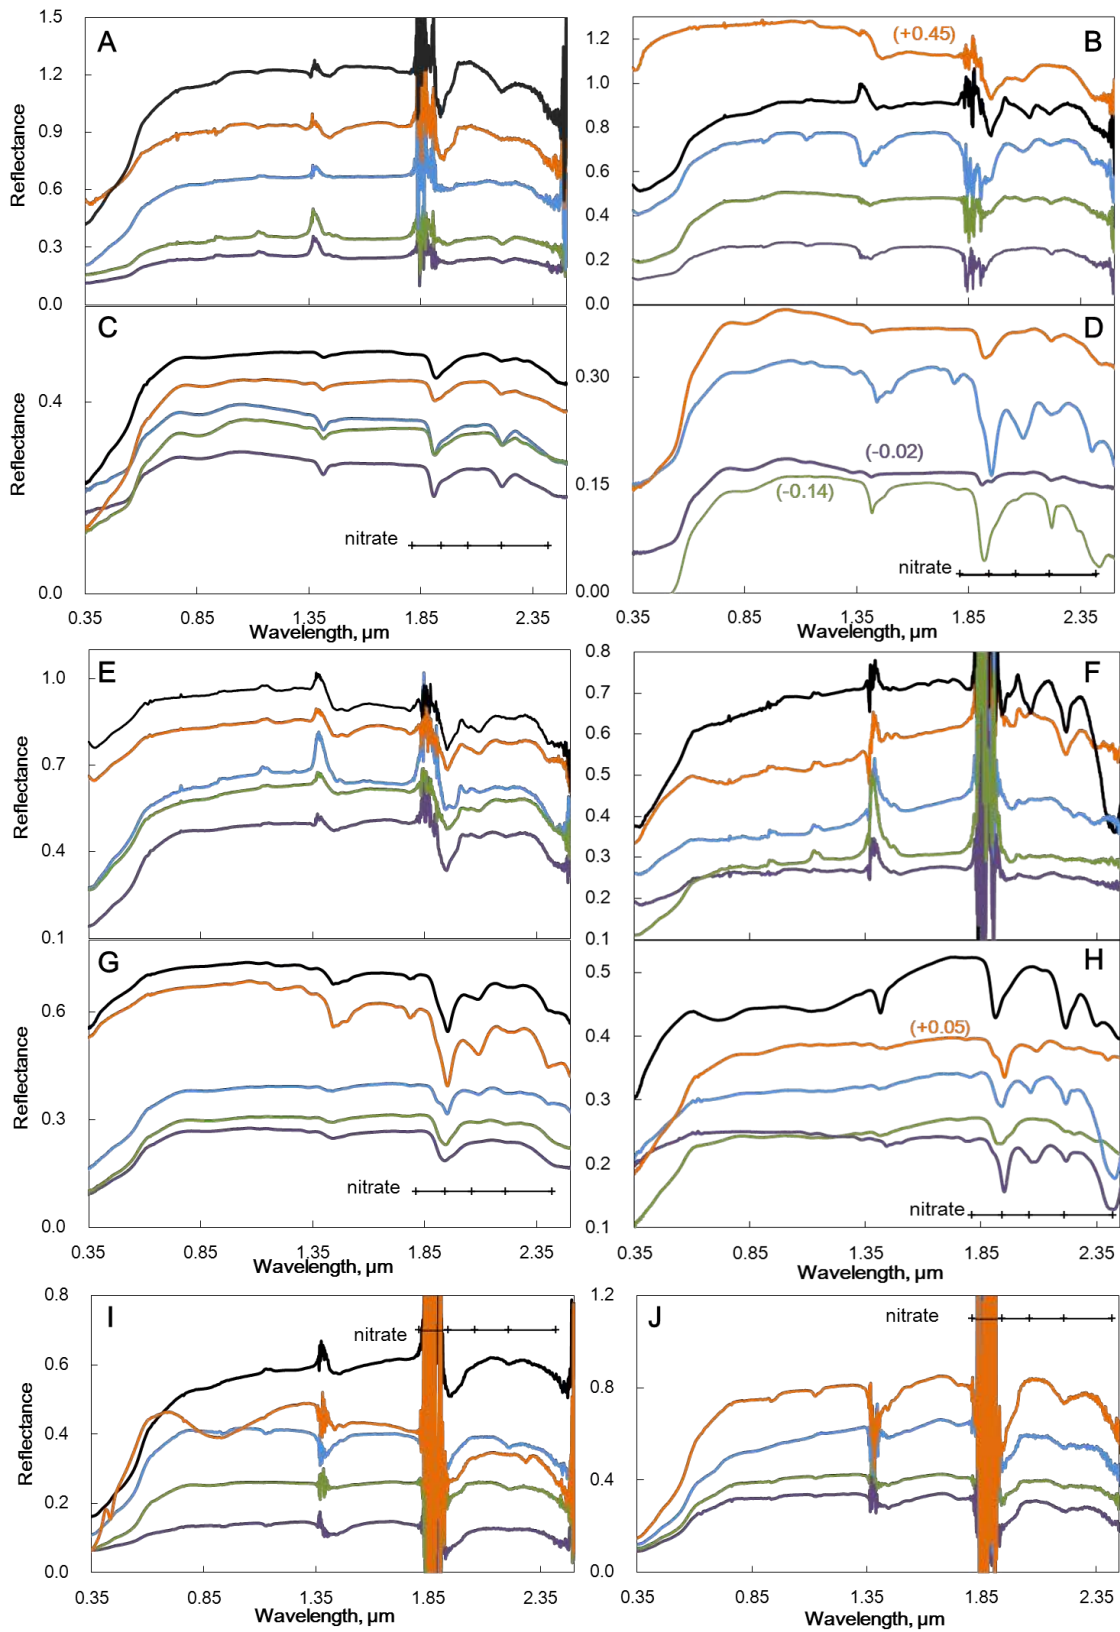 1.5
A
1.2
0.9
0.6
0.3
0.0
Reflectance
(+0.45)
B
1.2
1.0
0.8
0.6
0.4
0.2
0.0
C
0.4
0.0
Reflectance
nitrate
0.35 0.85 1.35 1.85 2.35
Wavelength, µm
D
0.30
0.15
0.00
(-0.02)
(-0.14)
nitrate
0.35 0.85 1.35 1.85 2.35
Wavelength, µm
E
1.0
0.7
0.4
0.1
Reflectance
F
0.8
0.7
0.6
0.5
0.4
0.3
0.2
0.1
G
0.6
0.3
0.0
Reflectance
nitrate
0.35 0.85 1.35 1.85 2.35
Wavelength, µm
H
0.5
0.4
0.3
0.2
0.1
(+0.05)
nitrate
0.35 0.85 1.35 1.85 2.35
Wavelength, µm
I
0.8
0.6
0.4
0.2
0.0
Reflectance
nitrate
0.35 0.85 1.35 1.85 2.35
Wavelength, µm
J
1.2
0.8
0.4
0.0
nitrate
0.35 0.85 1.35 1.85 2.35
Wavelength, µm